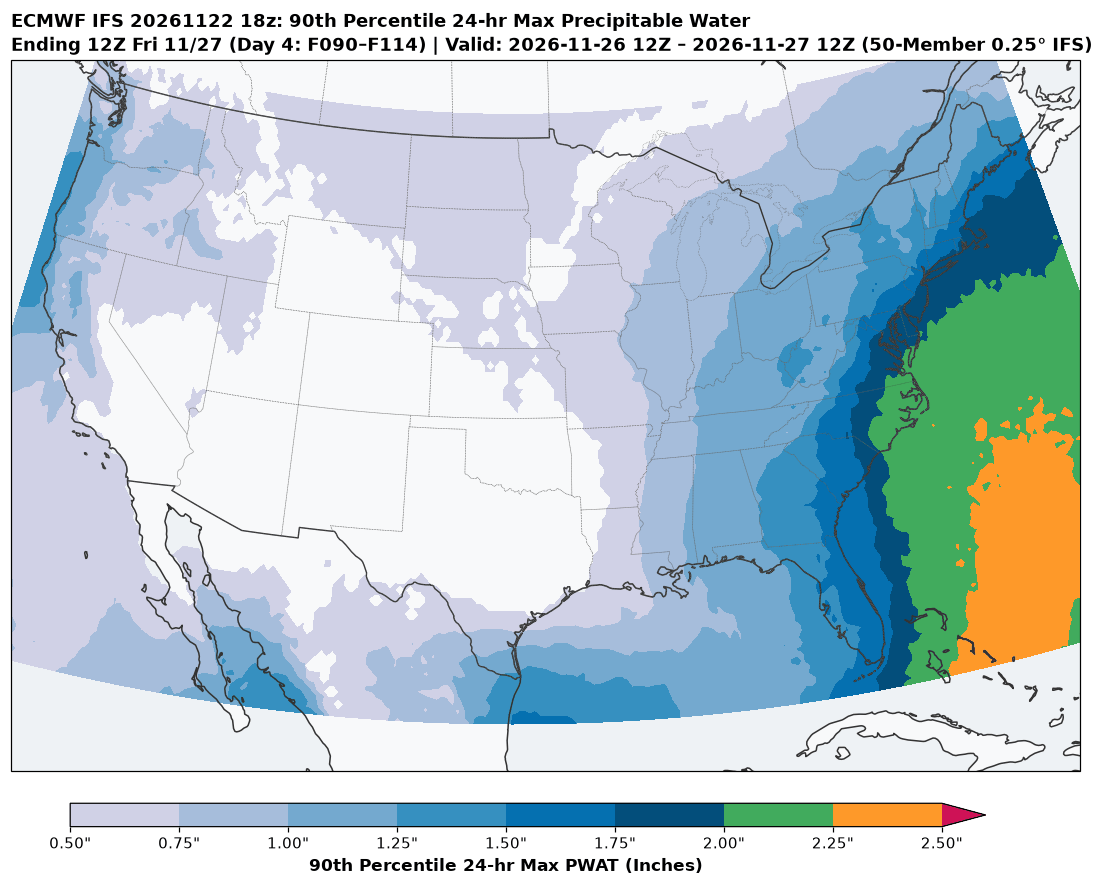 ECMWF IFS 20261122 18z: 90th Percentile 24-hr Max Precipitable Water
Ending 12Z Fri 11/27 (Day 4: F090–F114) | Valid: 2026-11-26 12Z – 2026-11-27 12Z (50-Member 0.25° IFS)
0.50" 0.75" 1.00" 1.25" 1.50" 1.75" 2.00" 2.25" 2.50"
90th Percentile 24-hr Max PWAT (Inches)